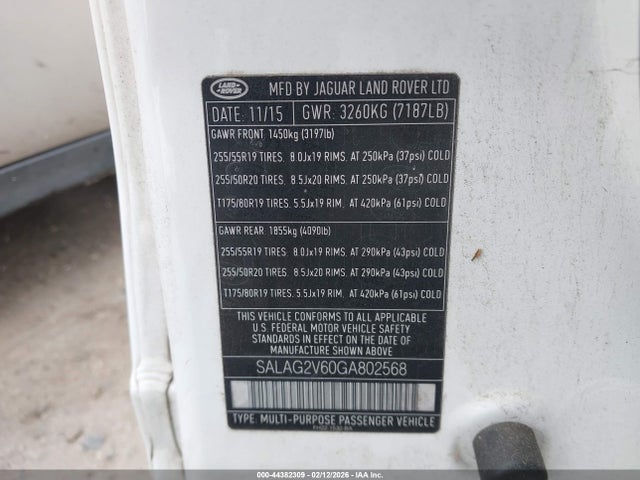 LAND ROVER
MFD BY JAGUAR LAND ROVER LTD
DATE: 11/15 GWR: 3260KG (7187LB)
GAWR FRONT 1450kg (3197lb)
255/55R19 TIRES. 8.0Jx19 RIMS. AT 250kPa (37psi) COLD
255/50R20 TIRES. 8.5Jx20 RIMS. AT 250kPa (37psi) COLD
T175/80R19 TIRES. 5.5Jx19 RIM. AT 420kPa (61psi) COLD
GAWR REAR 1855kg (4090lb)
255/55R19 TIRES. 8.0Jx19 RIMS. AT 290kPa (43psi) COLD
255/50R20 TIRES. 8.5Jx20 RIMS. AT 290kPa (43psi) COLD
T175/80R19 TIRES. 5.5Jx19 RIM. AT 420kPa (61psi) COLD
THIS VEHICLE CONFORMS TO ALL APPLICABLE
U.S. FEDERAL MOTOR VEHICLE SAFETY
STANDARDS IN EFFECT ON THE DATE OF
MANUFACTURE SHOWN ABOVE
SALAG2V60GA802568
TYPE: MULTI-PURPOSE PASSENGER VEHICLE
000-44382309 - 02/12/2026 - IAAI.COM